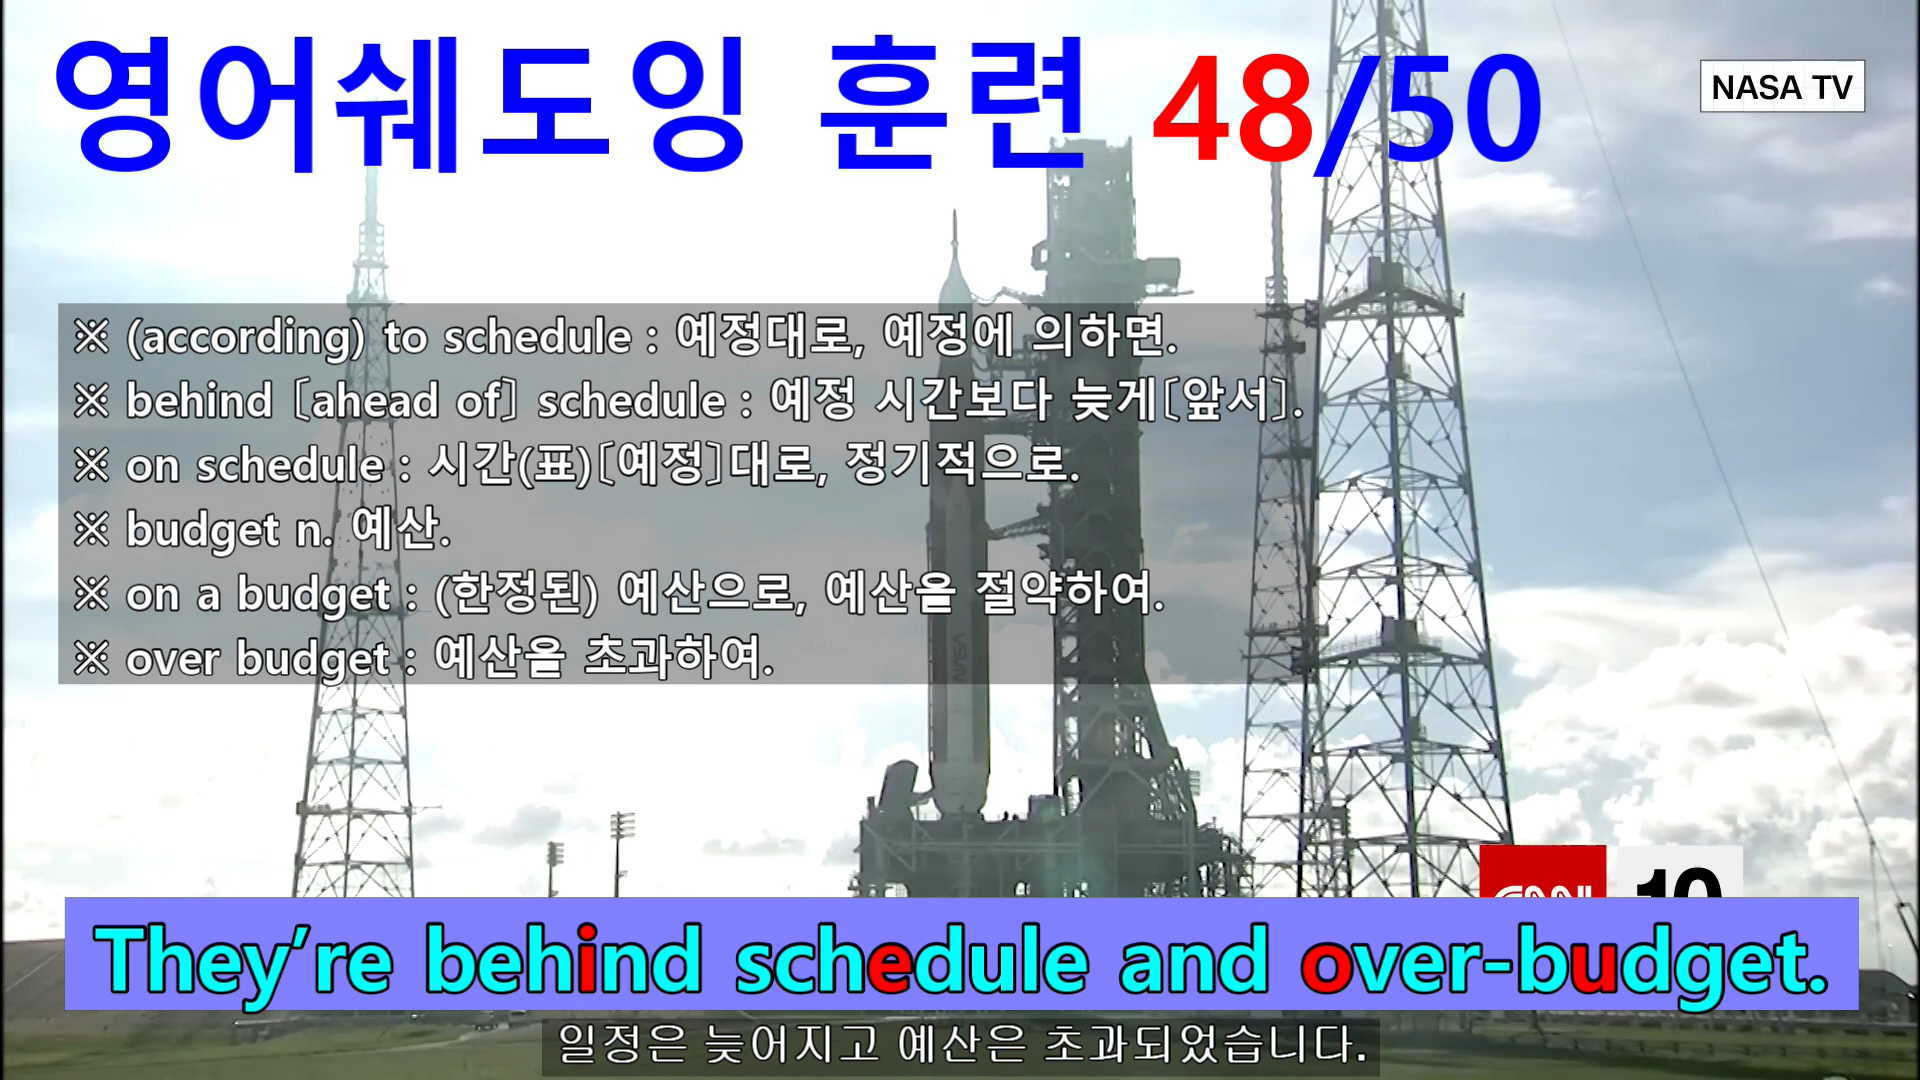 영어쉐도잉 훈련 48/50
NASA TV
※ (according) to schedule : 예정대로, 예정에 의하면.
※ behind [ahead of] schedule : 예정 시간보다 늦게[앞서].
※ on schedule : 시간(표)[예정]대로, 정기적으로.
※ budget n. 예산.
※ on a budget : (한정된) 예산으로, 예산을 절약하여.
※ over budget : 예산을 초과하여.
NASA
CNN 10
They're behind schedule and over-budget.
일정은 늦어지고 예산은 초과되었습니다.